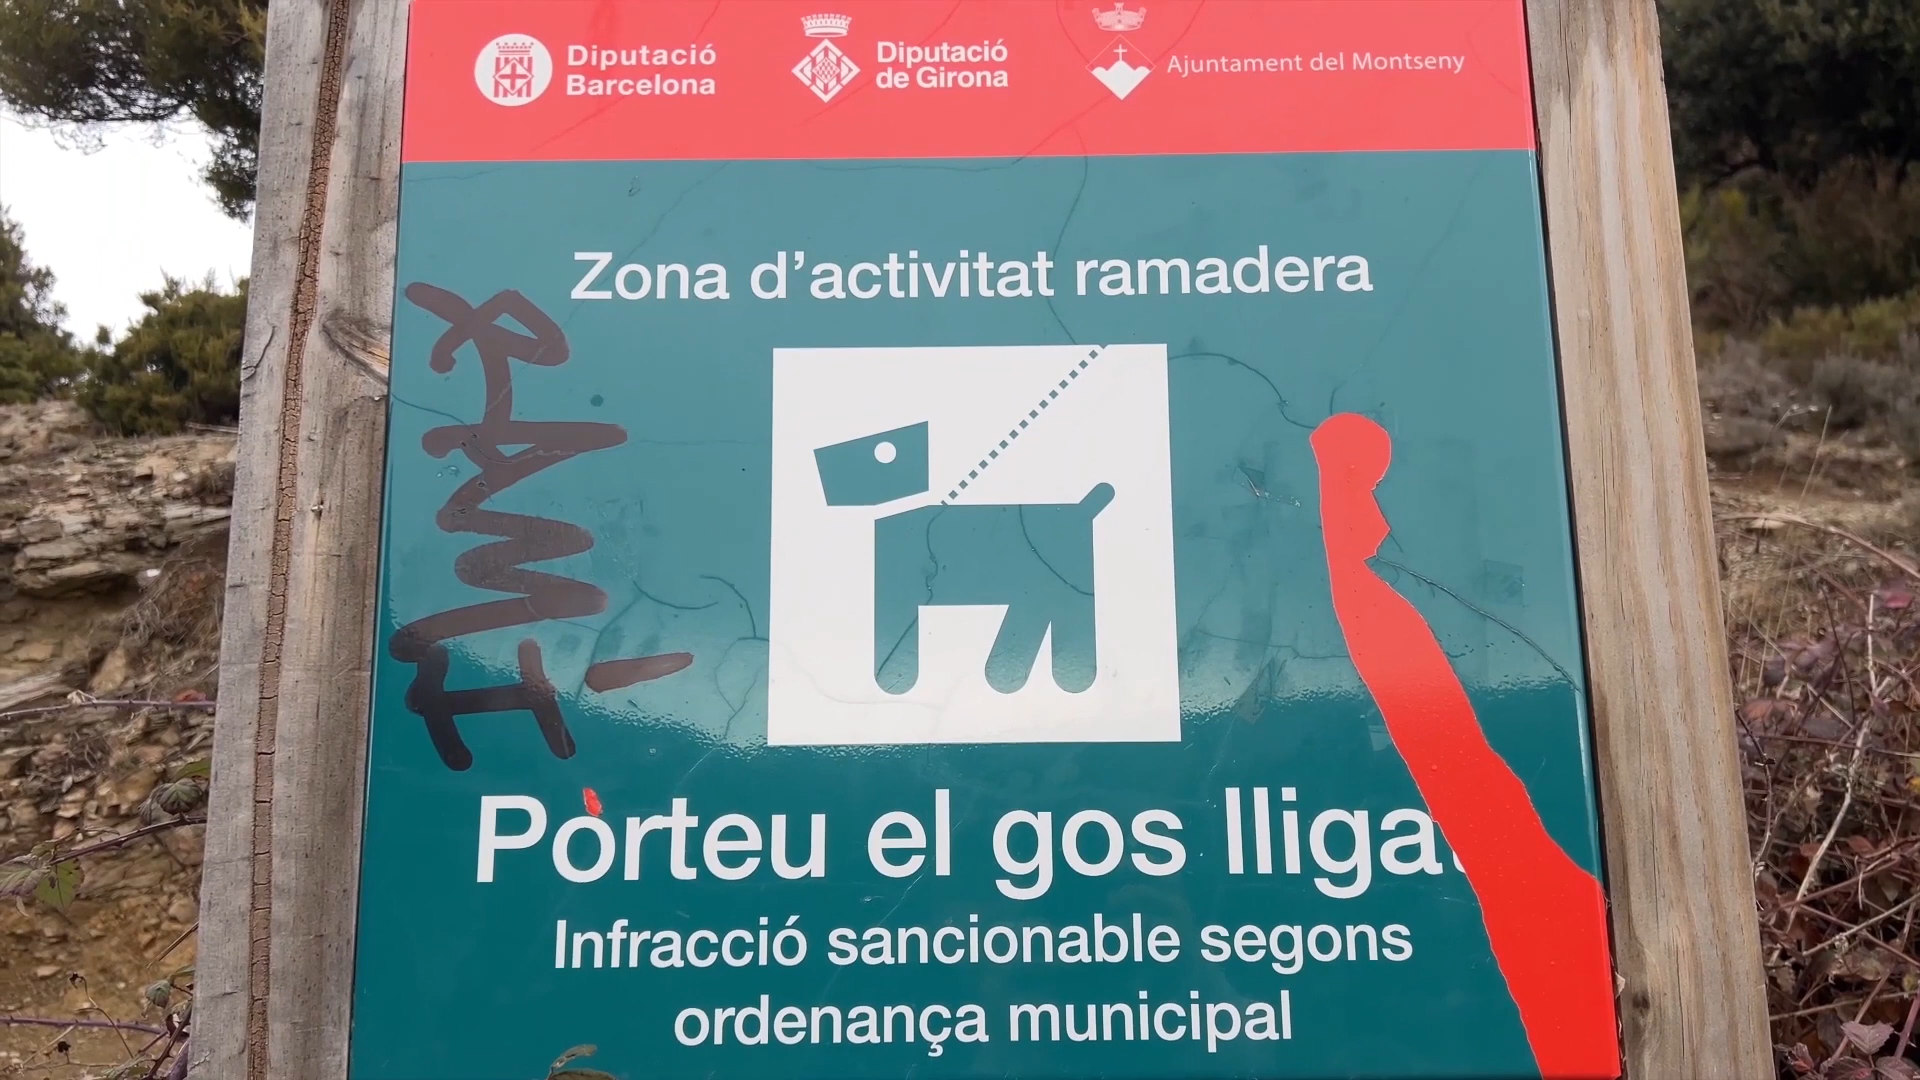 Diputació
Barcelona
Diputació
de Girona
Ajuntament del Montseny
Zona d'activitat ramadera
Porteu el gos lligat
Infracció sancionable segons
ordenança municipal